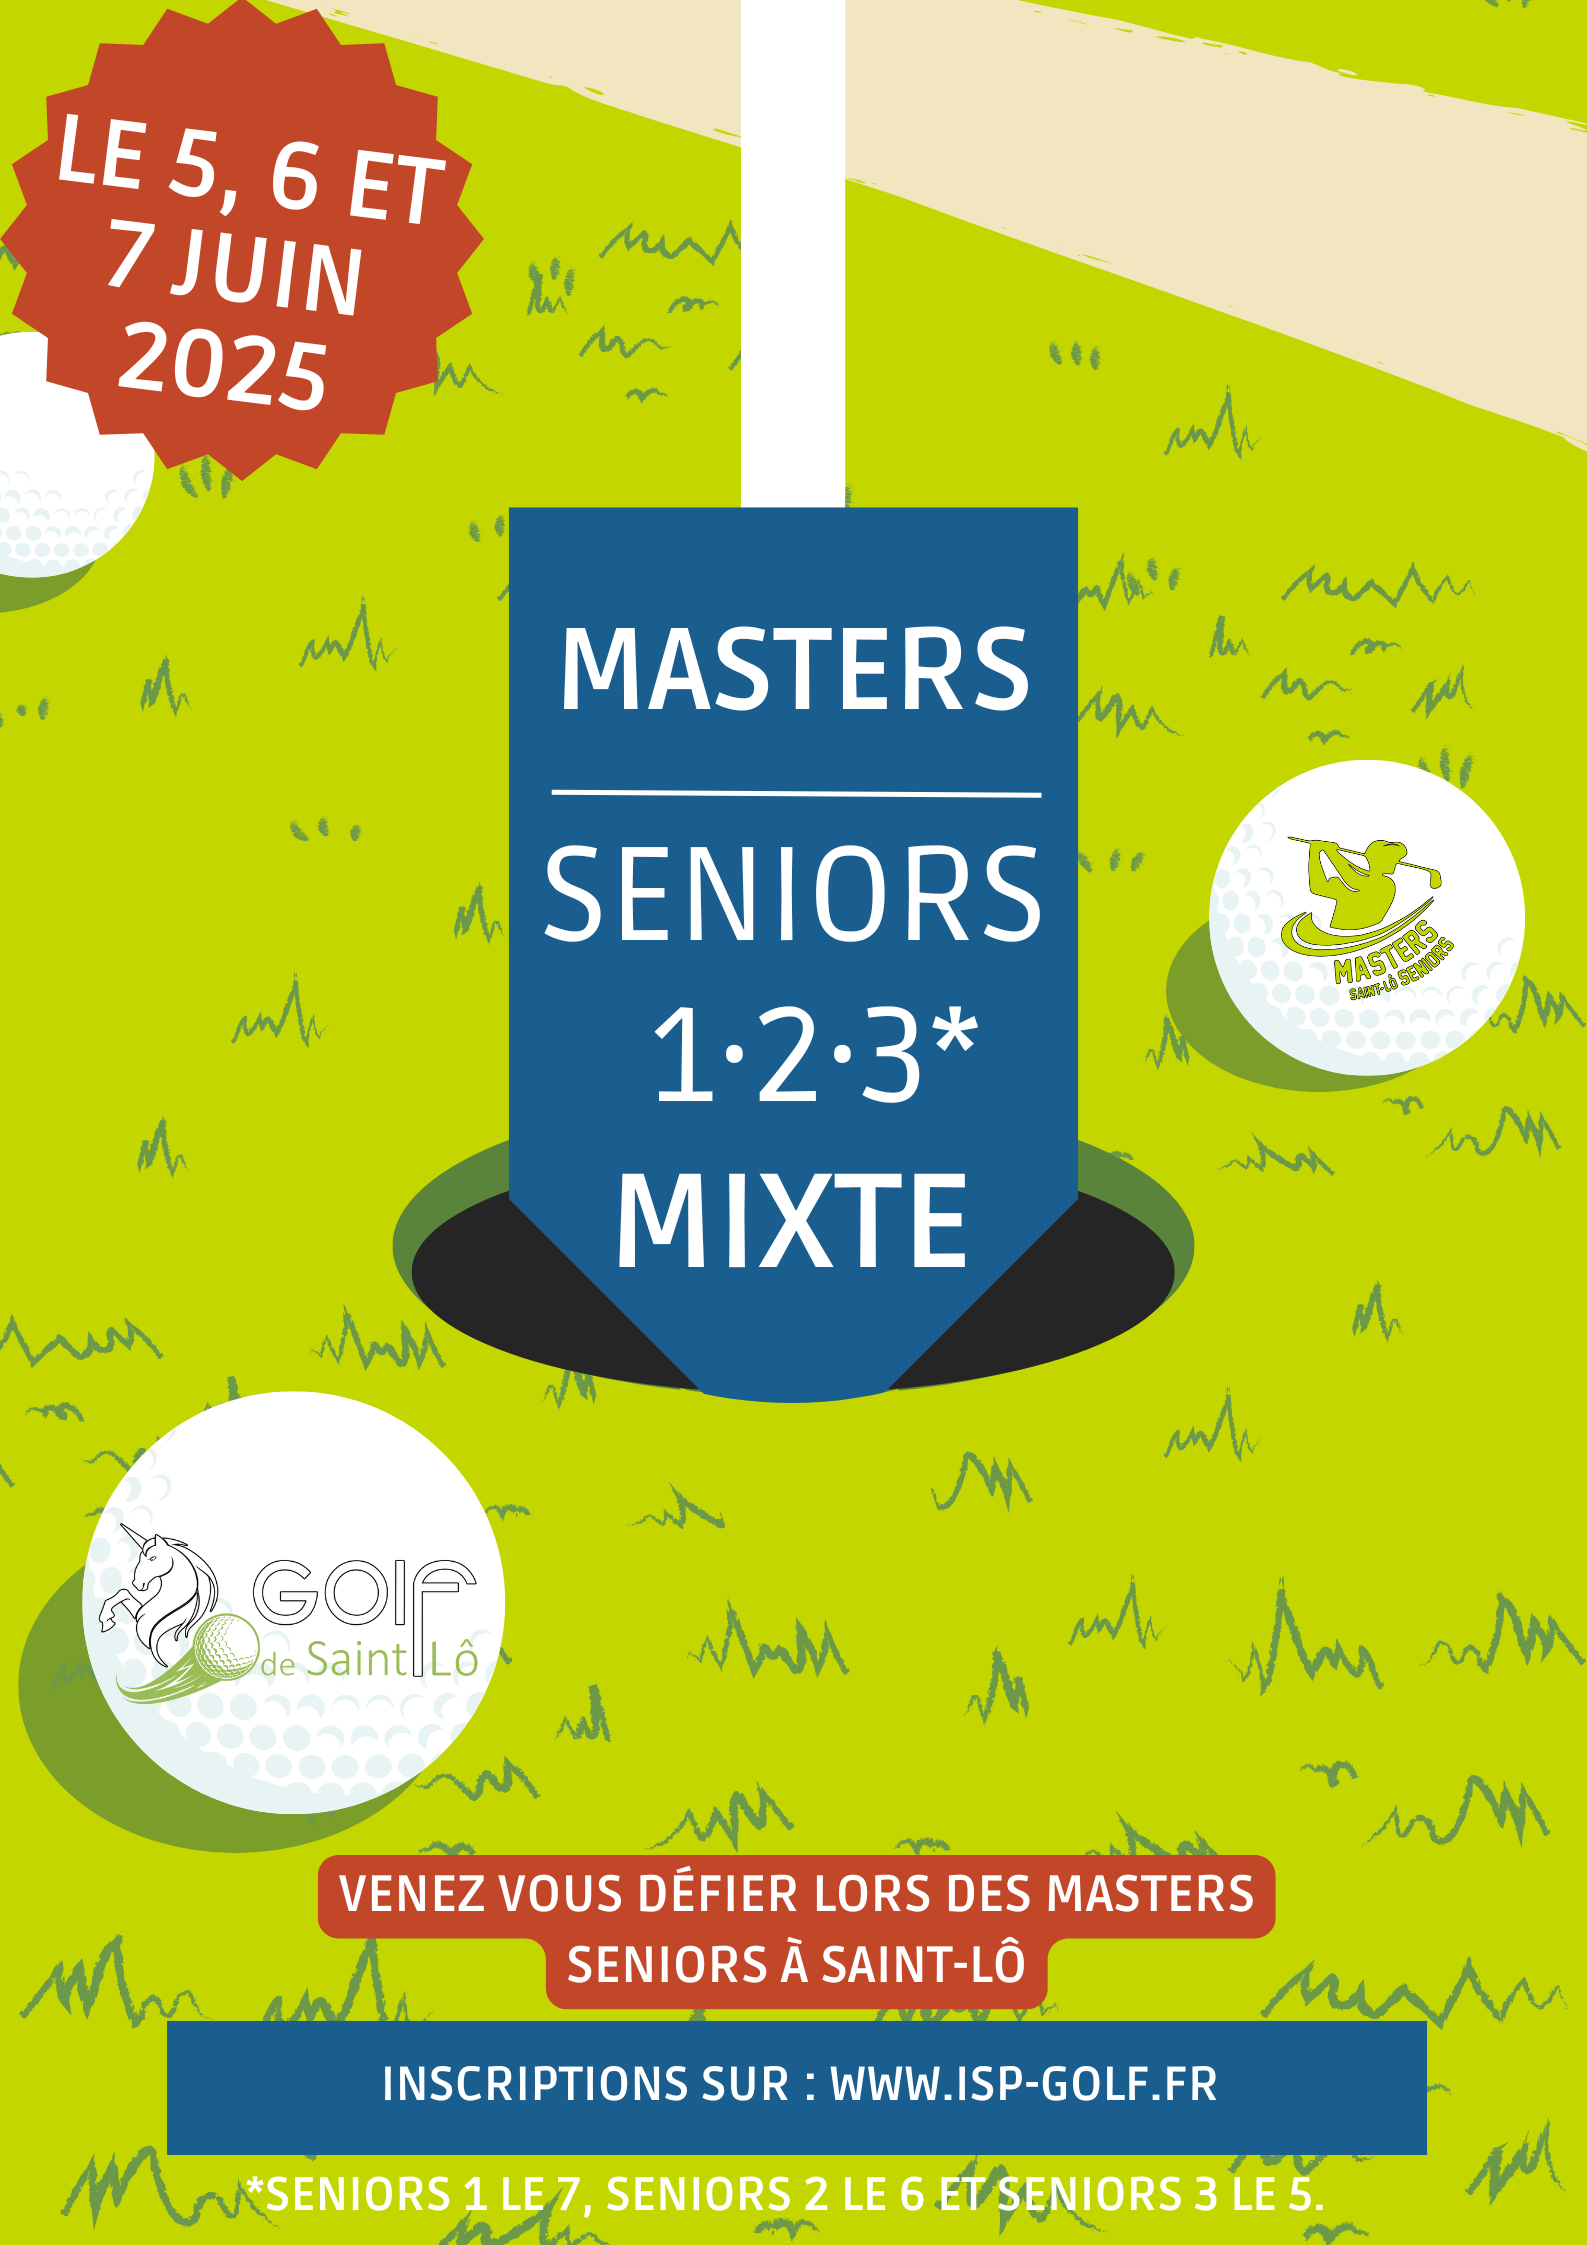 LE 5, 6 ET
7 JUIN
2025
MASTERS
SENIORS
1·2·3*
MIXTE
MASTERS
SAINT-LÔ SENIORS
GOlf
de Saint Lô
VENEZ VOUS DÉFIER LORS DES MASTERS
SENIORS À SAINT-LÔ
INSCRIPTIONS SUR : WWW.ISP-GOLF.FR
*SENIORS 1 LE 7, SENIORS 2 LE 6 ET SENIORS 3 LE 5.